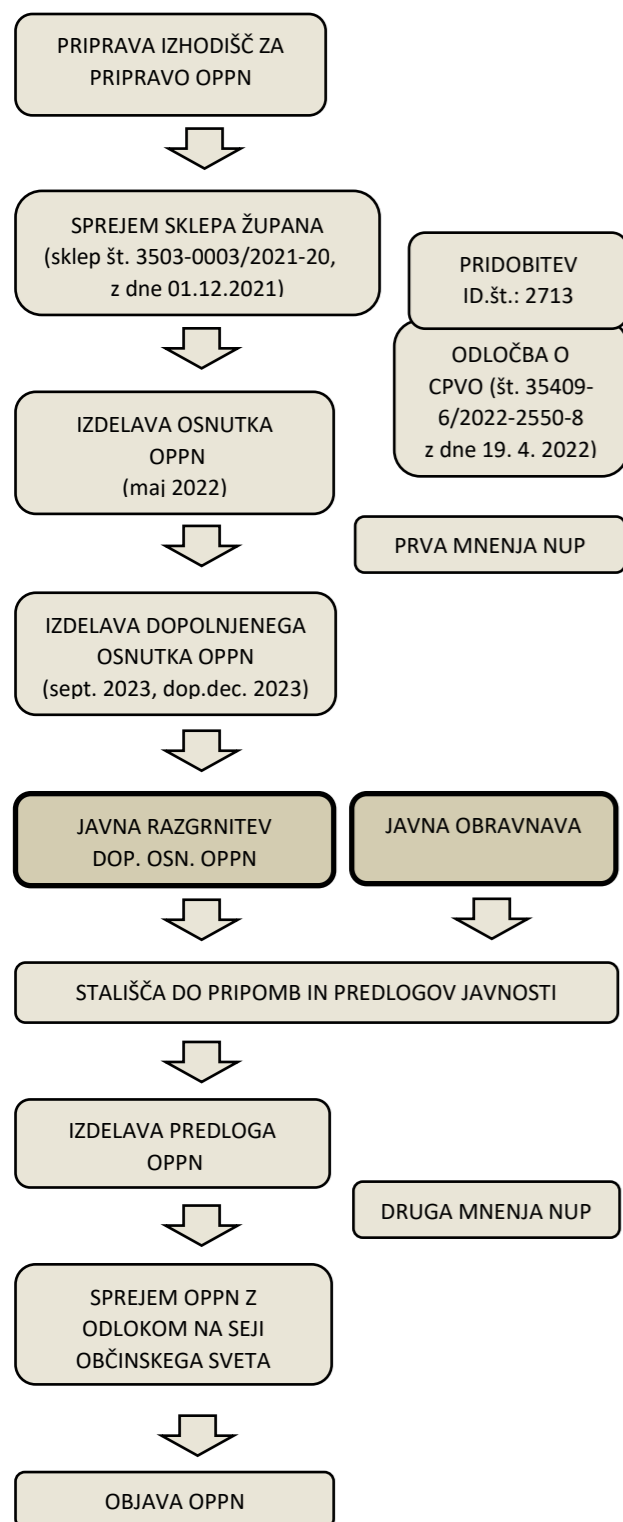 PRIPRAVA IZHODIŠČ ZA
PRIPRAVO OPPN
SPREJEM SKLEPA ŽUPANA
(sklep št. 3503-0003/2021-20,
z dne 01.12.2021)
PRIDOBITEV
ID.št.: 2713
ODLOČBA O
CPVO (št. 35409-
6/2022-2550-8
z dne 19. 4. 2022)
IZDELAVA OSNUTKA
OPPN
(maj 2022)
PRVA MNENJA NUP
IZDELAVA DOPOLNJENEGA
OSNUTKA OPPN
(sept. 2023, dop.dec. 2023)
JAVNA RAZGRNITEV
DOP. OSN. OPPN
JAVNA OBRAVNAVA
STALIŠČA DO PRIPOMB IN PREDLOGOV JAVNOSTI
IZDELAVA PREDLOGA
OPPN
DRUGA MNENJA NUP
SPREJEM OPPN Z
ODLOKOM NA SEJI
OBČINSKEGA SVETA
OBJAVA OPPN